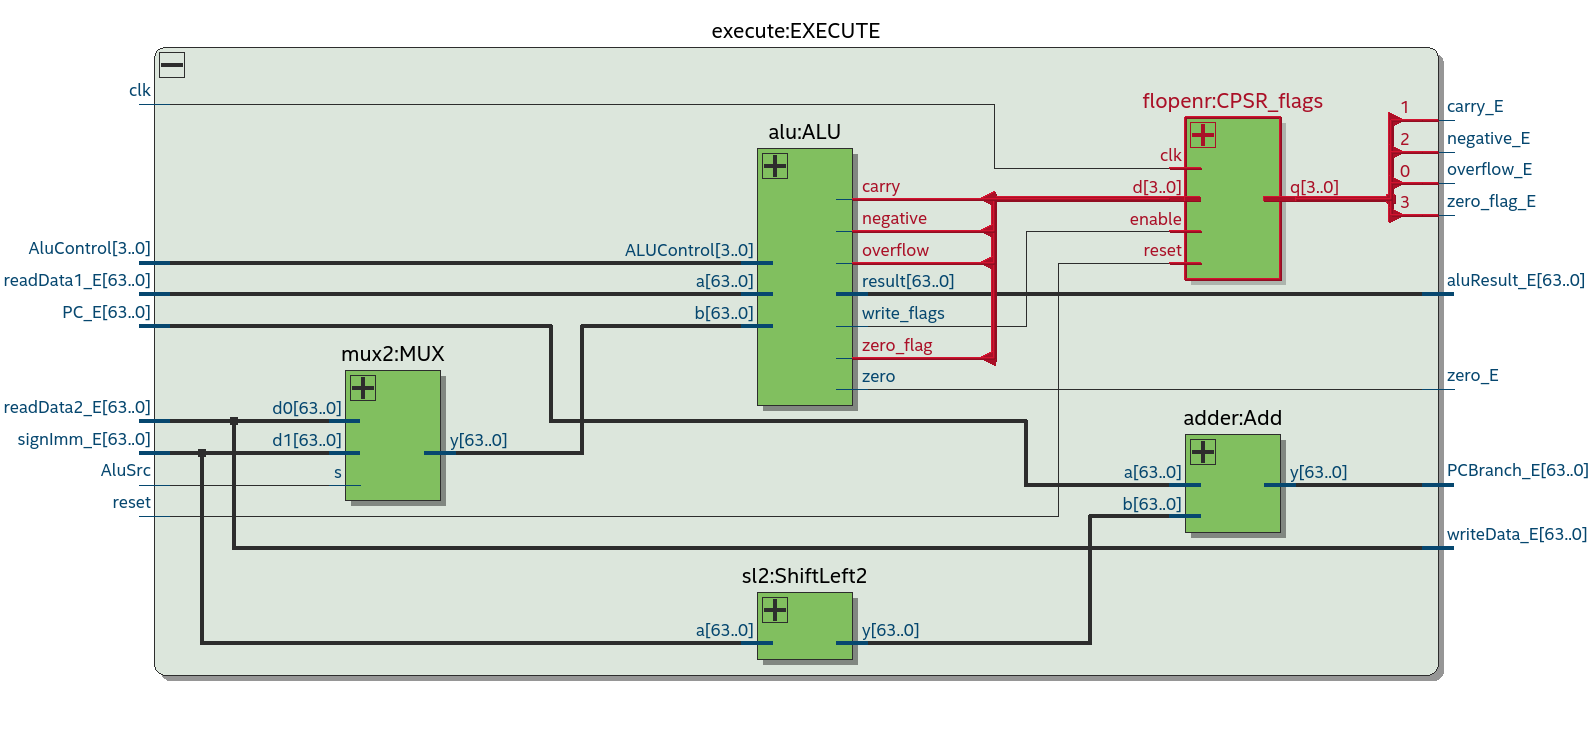 execute:EXECUTE
clk
AluControl[3..0]
readData1_E[63..0]
PC_E[63..0]
readData2_E[63..0]
signImm_E[63..0]
AluSrc
reset
mux2:MUX
d0[63..0]
d1[63..0]
s
y[63..0]
alu:ALU
ALUControl[3..0]
a[63..0]
b[63..0]
carry
negative
overflow
result[63..0]
write_flags
zero_flag
zero
sl2:ShiftLeft2
a[63..0]
y[63..0]
flopenr:CPSR_flags
clk
d[3..0]
enable
reset
q[3..0]
adder:Add
a[63..0]
b[63..0]
y[63..0]
1
2
0
3
carry_E
negative_E
overflow_E
zero_flag_E
aluResult_E[63..0]
zero_E
PCBranch_E[63..0]
writeData_E[63..0]